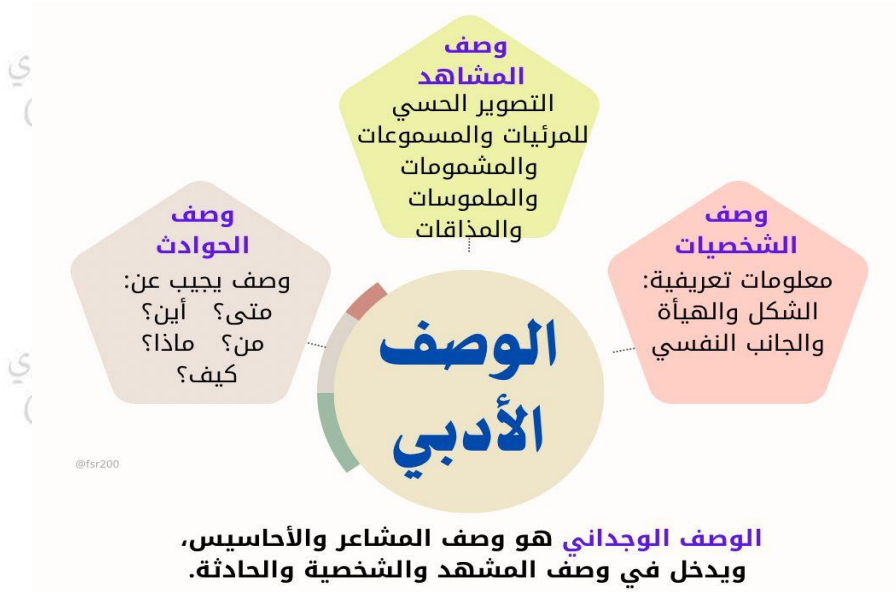 وصف
المشاهد
التصوير الحسي
للمرئيات والمسموعات
والمشمومات
والملموسات
والمذاقات
وصف
الشخصيات
معلومات تعريفية:
الشكل والهيأة
والجانب النفسي
وصف
الحوادث
وصف يجيب عن:
متى؟ أين؟
من؟ ماذا؟
كيف؟
الوصف
الأدبي
@fsr200
الوصف الوجداني هو وصف المشاعر والأحاسيس،
ويدخل في وصف المشهد والشخصية والحادثة.